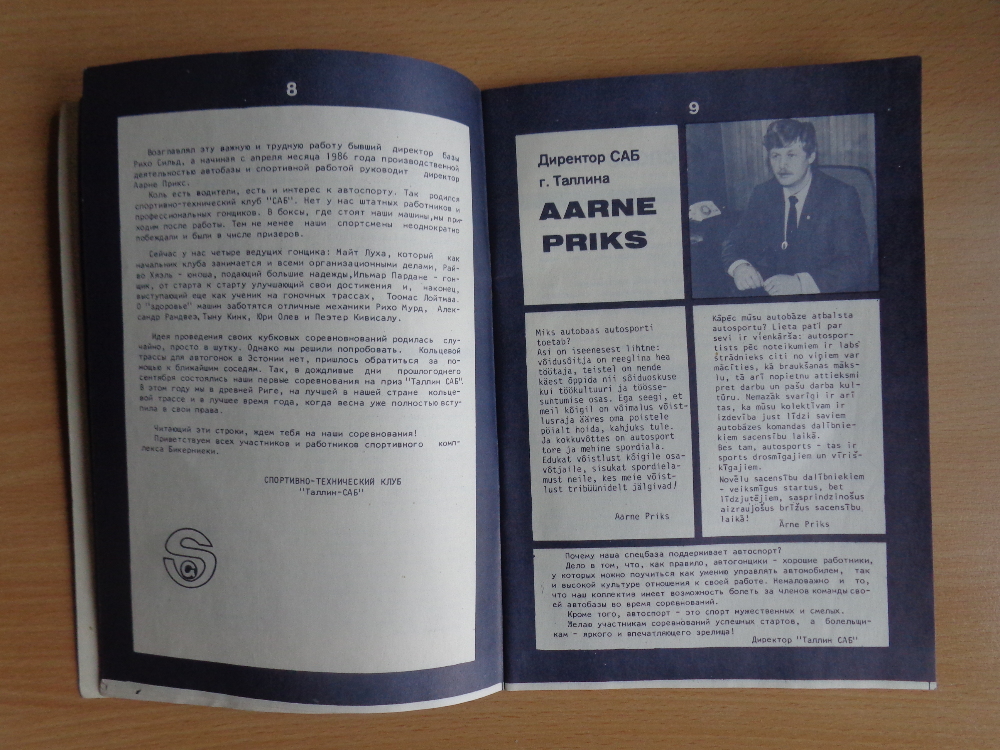 8
Возглавлял эту важную и трудную работу бывший директор базы
Рихо Сильд, а начиная с апреля месяца 1986 года производственной
деятельностью автобазы и спортивной работой руководит директор
Аарне Прикс.
Коль есть водители, есть и интерес к автоспорту. Так родился
спортивно-технический клуб "САБ". Нет у нас штатных работников и
профессиональных гонщиков. В боксы, где стоят наши машины,мы при-
ходим после работы. Тем не менее наши спортсмены неоднократно
побеждали и были в числе призеров.
Сейчас у нас четыре ведущих гонщика: Майт Луха, который как
начальник клуба занимается и всеми организационными делами, Рай-
во Хязль - юноша, подающий большие надежды,Ильмар Пардане - гон-
щик, от старта к старту улучшающий свои достижения и, наконец,
выступающий еще как ученик на гоночных трассах, Тоомас Лойтмаа.
О "здоровье" машин заботятся отличные механики Рихо Мурд, Алек-
сандр Рандвеэ,Тыну Кинк, Юри Олев и Пеэтер Кивисалу.
Идея проведения своих кубковых соревнований родилась слу-
чайно, просто в шутку. Однако мы решили попробовать. Кольцевой
трассы для автогонок в Эстонии нет, пришлось обратиться за по-
мощью к ближайшим соседям. Так, в дождливые дни прошлогоднего
сентября состоялись наши первые соревнования на приз "Таллин САБ".
В этом году мы в древней Риге, на лучшей в нашей стране кольце-
вой трассе и в лучшее время года, когда весна уже полностью всту-
пила в свои права.
Читающий эти строки, ждем тебя на наши соревнования!
Приветствуем всех участников и работников спортивного комп-
лекса Бикерниеки.
СПОРТИВНО-ТЕХНИЧЕСКИЙ КЛУБ
"Таллин-САБ"
9
Директор САБ
г. Таллина
AARNE
PRIKS
Miks autobaas autosporti
toetab?
Asi on iseenesest lihtne:
võidusõitja on reeglina hea
töötaja, teistel on nende
käest õppida nii sõiduoskuse
kui töökultuuri ja töösse-
suhtumise osas. Ega seegi, et
meil kõigil on võimalus võist-
lusraja ääres oma poistele
pöialt hoida, kahjuks tule.
Ja kokkuvõttes on autosport
tore ja mehine spordiala.
Edukat võistlust kõigile osa-
võtjaile, sisukat spordiela-
must neile, kes meie võist-
lust tribüünidelt jälgivad!
Aarne Priks
Kāpēc mūsu autobāze atbalsta
autosportu? Lieta pati par
sevi ir vienkārša: autospor-
tists pēc noteikumiem ir labs
štrādnieks citi no viņiem var
mācīties, kā braukšanas māks-
lu, tā arī nopietnu attieksmi
pret darbu un pašu darba kul-
tūru. Nemazāk svarīgi ir arī
tas, ka mūsu kolektīvam ir
izdevība just līdzi saviem
autobāzes komandas dalībnie-
kiem sacensību laikā.
Bes tam, autosports - tas ir
sports drosmīgajiem un vīriš-
kīgajiem.
Novēlu sacensību dalībniekiem
- veiksmīgus startus, bet
līdzjutējiem, sasprindzinošus
aizraujošus brīžus sacensību
laikā!
Ārne Priks
Почему наша спецбаза поддерживает автоспорт?
Дело в том, что, как правило, автогонщики - хорошие работники,
у которых можно поучиться как умению управлять автомобилем, так
и высокой культуре отношения к своей работе. Немаловажно и то,
что наш коллектив имеет возможность болеть за членов команды сво-
ей автобазы во время соревнований.
Кроме того, автоспорт - это спорт мужественных и смелых.
Желаю участникам соревнований успешных стартов, а болельщи-
кам - яркого и впечатляющего зрелища!
Директор "Таллин САБ"